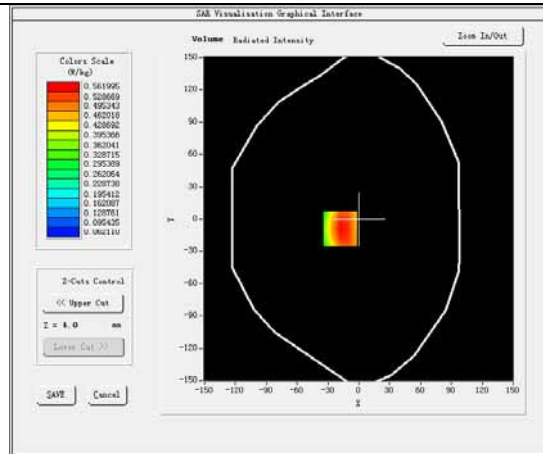 SAR Visualisation Graphical Interface
Volume Radiated Intensity
Zoom In/Out
Colors Scale
(W/kg)
0.561995
0.528669
0.495343
0.462018
0.428692
0.395366
0.362041
0.328715
0.295389
0.262064
0.228738
0.195412
0.162087
0.128761
0.095435
0.062110
Z-Cuts Control
<< Upper Cut
Z = 4.0 mm
Lower Cut >>
SAVE Cancel
150
120
90
60
30
0
-30
-60
-90
-120
-150
Y
-150 -120 -90 -60 -30 0 30 60 90 120 150
X